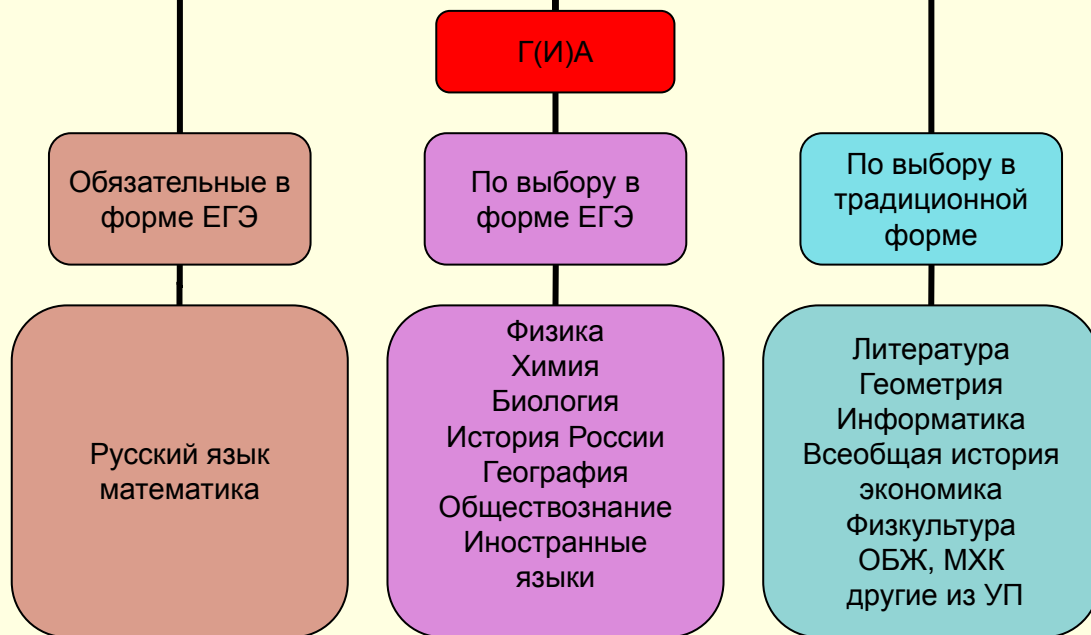 Г(И)А
Обязательные в
форме ЕГЭ
По выбору в
форме ЕГЭ
По выбору в
традиционной
форме
Русский язык
математика
Физика
Химия
Биология
История России
География
Обществознание
Иностранные
языки
Литература
Геометрия
Информатика
Всеобщая история
экономика
Физкультура
ОБЖ, МХК
другие из УП